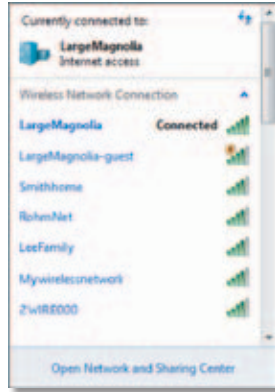 Currently connected to:
LargeMagnolia
Internet access
Wireless Network Connection
LargeMagnolia Connected
LargeMagnolia-guest
Smithhome
RohmNet
LeeFamily
Mywirelessnetwork
2WIRE000
Open Network and Sharing Center